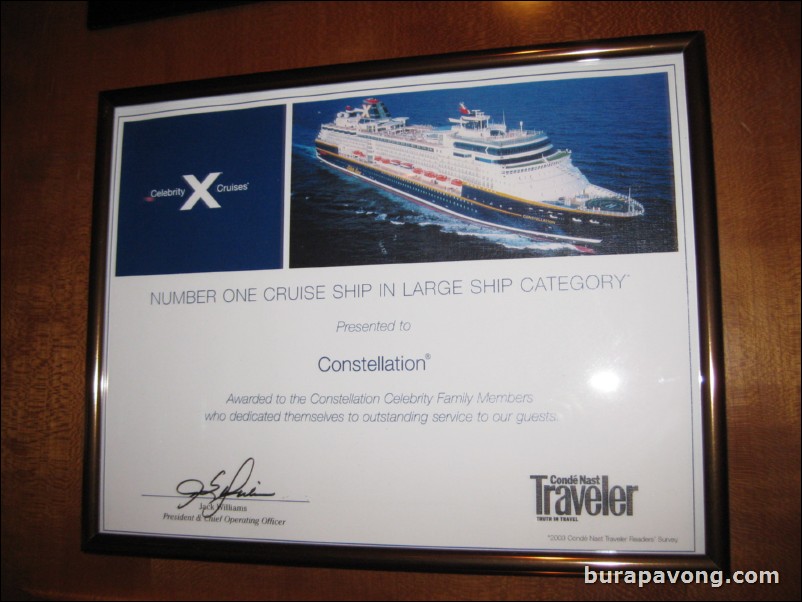 Celebrity X Cruises®
CONSTELLATION
NUMBER ONE CRUISE SHIP IN LARGE SHIP CATEGORY*
Presented to
Constellation®
Awarded to the Constellation Celebrity Family Members
who dedicated themselves to outstanding service to our guests.
Jack Williams
President & Chief Operating Officer
Condé Nast
Traveler
TRUTH IN TRAVEL
*2003 Condé Nast Traveler Readers' Survey
burapavong.com